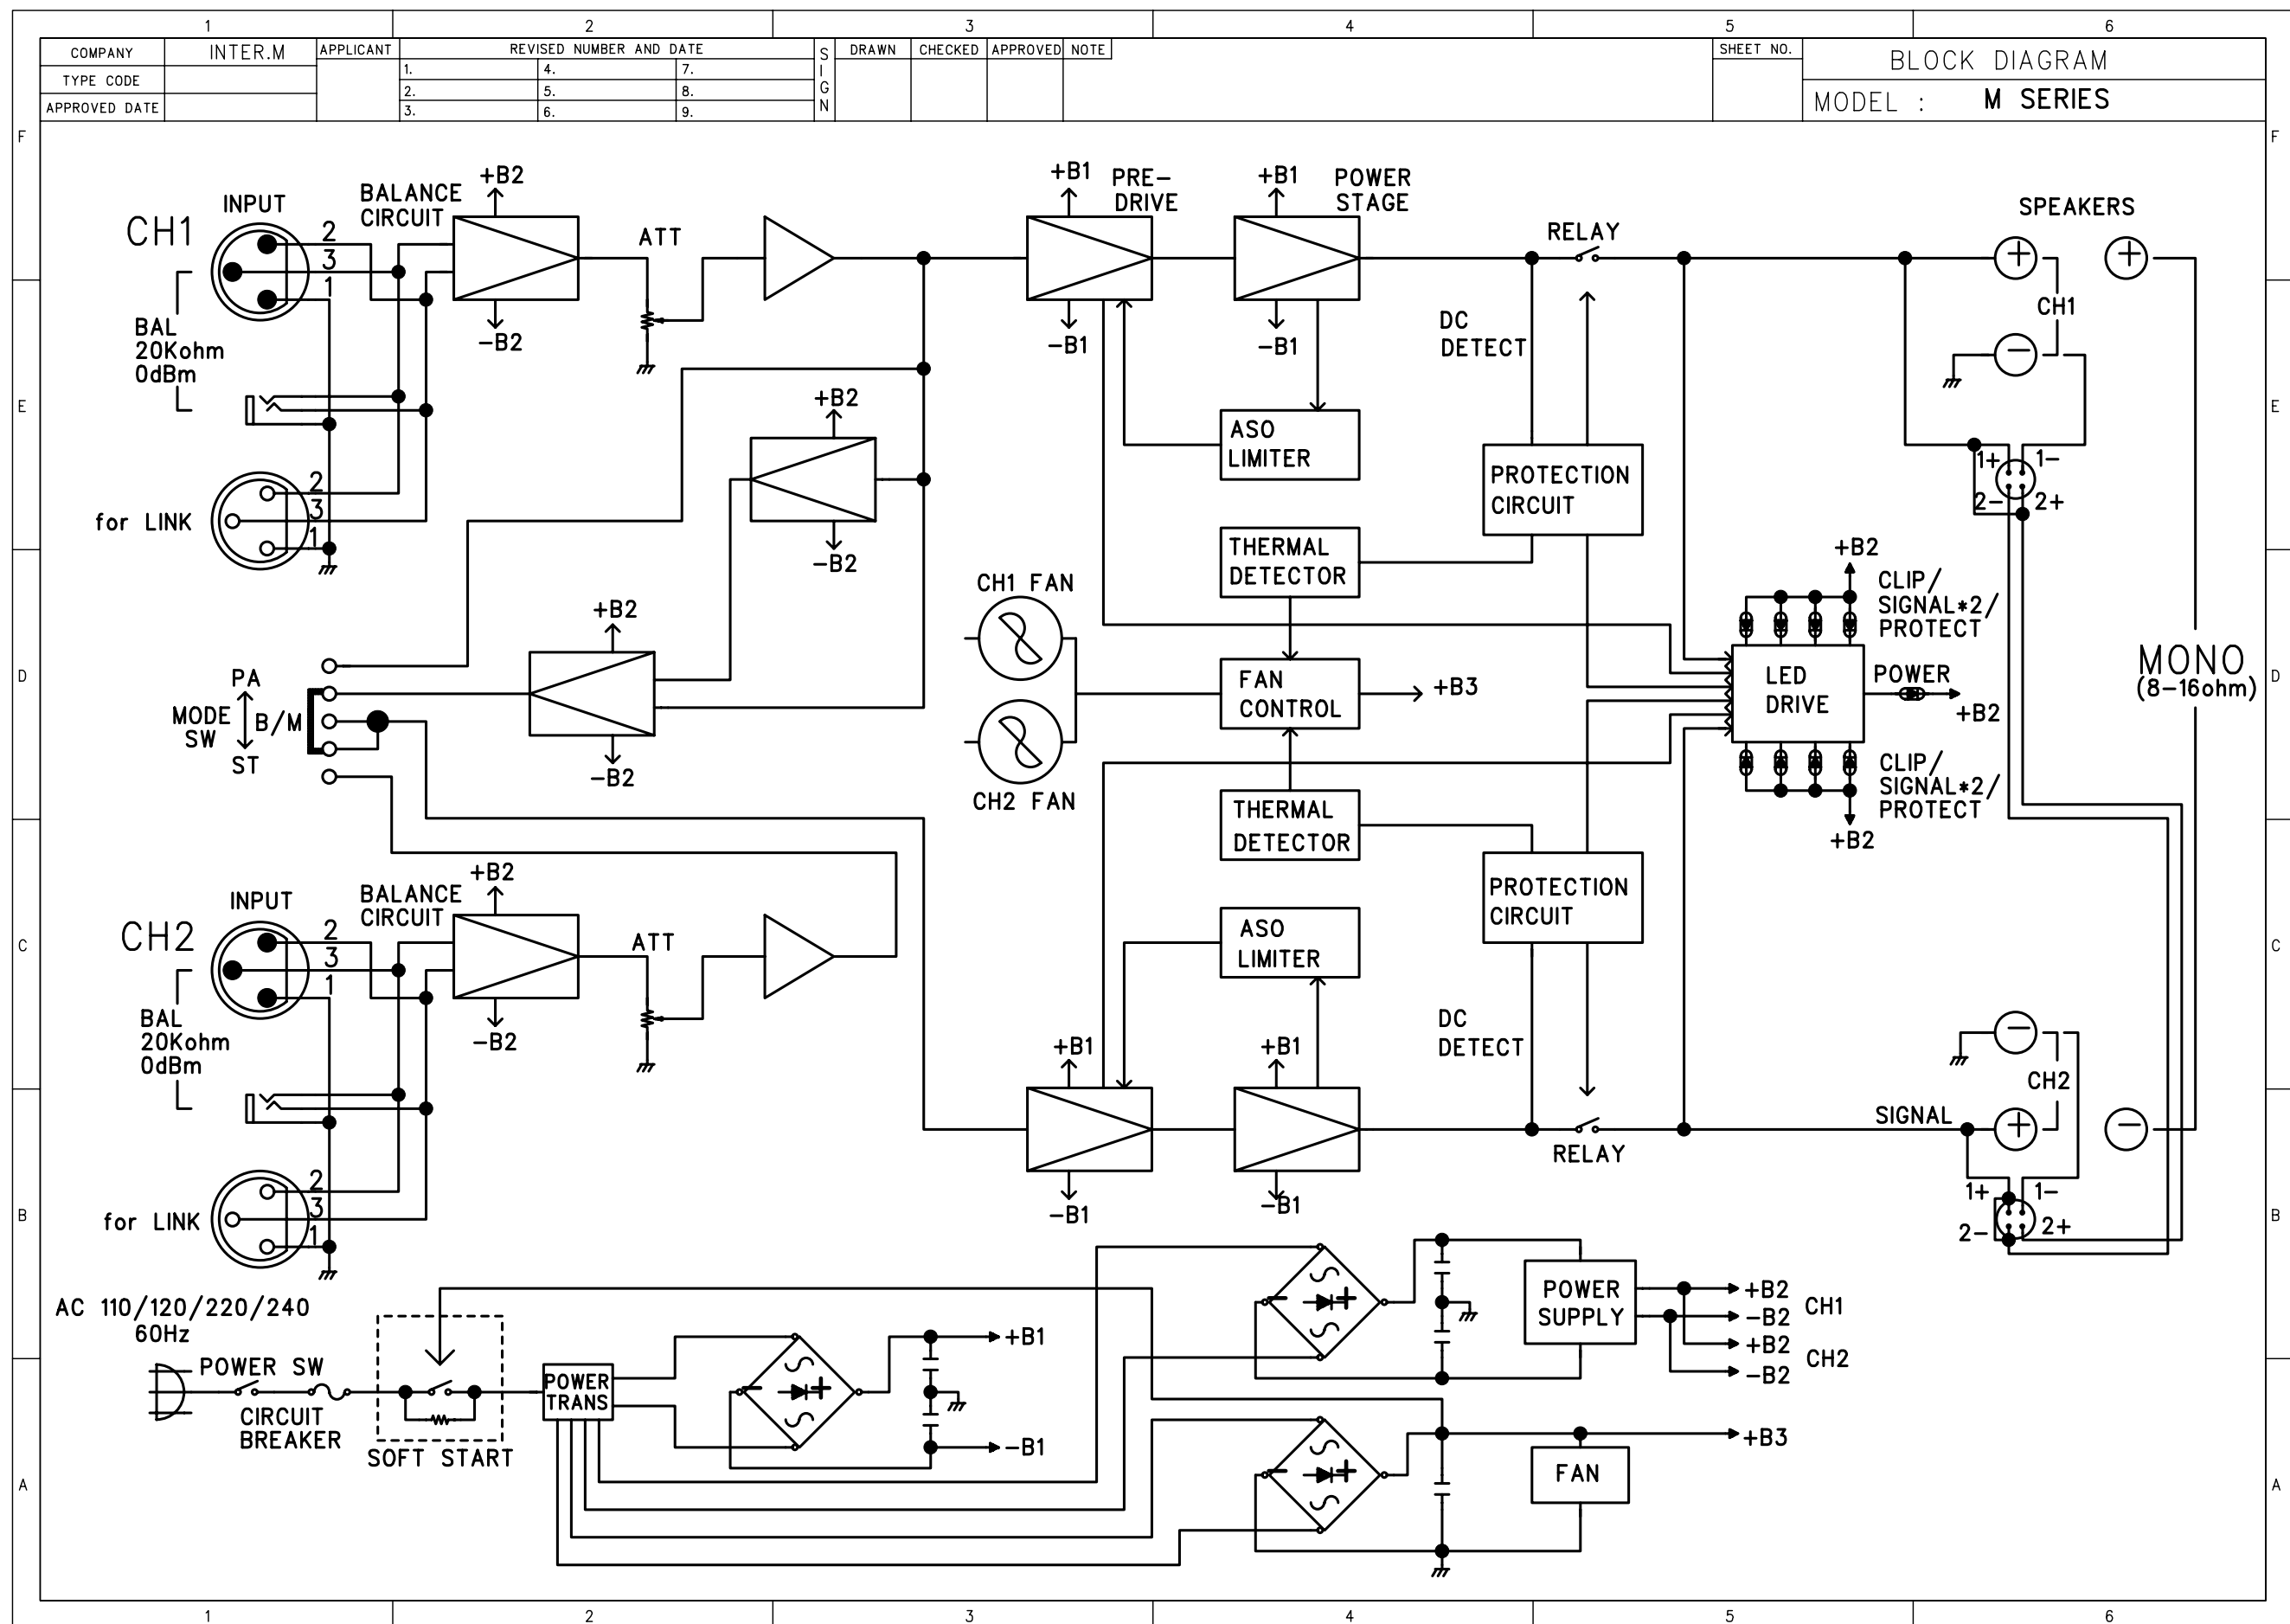 1 2 3 4 5 6
COMPANY INTER.M APPLICANT REVISED NUMBER AND DATE SIGN DRAWN CHECKED APPROVED NOTE SHEET NO. BLOCK DIAGRAM
TYPE CODE 1. 4. 7.
2. 5. 8.
APPROVED DATE 3. 6. 9.
MODEL : M SERIES
F F
E E
D D
C C
B B
A A
CH1
INPUT
2
3
1
BAL
20Kohm
0dBm
for LINK
2
3
1
BALANCE
CIRCUIT
+B2
-B2
ATT
+B2
-B2
+B2
-B2
+B1
PRE-
DRIVE
-B1
+B1
POWER
STAGE
-B1
ASO
LIMITER
DC
DETECT
RELAY
PROTECTION
CIRCUIT
THERMAL
DETECTOR
CH1 FAN
CH2 FAN
FAN
CONTROL
+B3
THERMAL
DETECTOR
PROTECTION
CIRCUIT
ASO
LIMITER
DC
DETECT
RELAY
SPEAKERS
+
+
CH1
−
1+ 1-
2- 2+
+B2
CLIP/
SIGNAL*2/
PROTECT
LED
DRIVE
POWER
+B2
CLIP/
SIGNAL*2/
PROTECT
+B2
MONO
(8-16ohm)
PA
MODE
SW
B/M
ST
CH2
INPUT
2
3
1
BAL
20Kohm
0dBm
for LINK
2
3
1
BALANCE
CIRCUIT
+B2
-B2
ATT
+B1
-B1
+B1
-B1
−
CH2
SIGNAL
+
−
1+ 1-
2- 2+
AC 110/120/220/240
60Hz
POWER SW
CIRCUIT
BREAKER
SOFT START
POWER
TRANS
- +
+B1
-B1
- +
POWER
SUPPLY
+B2
-B2
CH1
+B2
-B2
CH2
- +
+B3
FAN
1 2 3 4 5 6